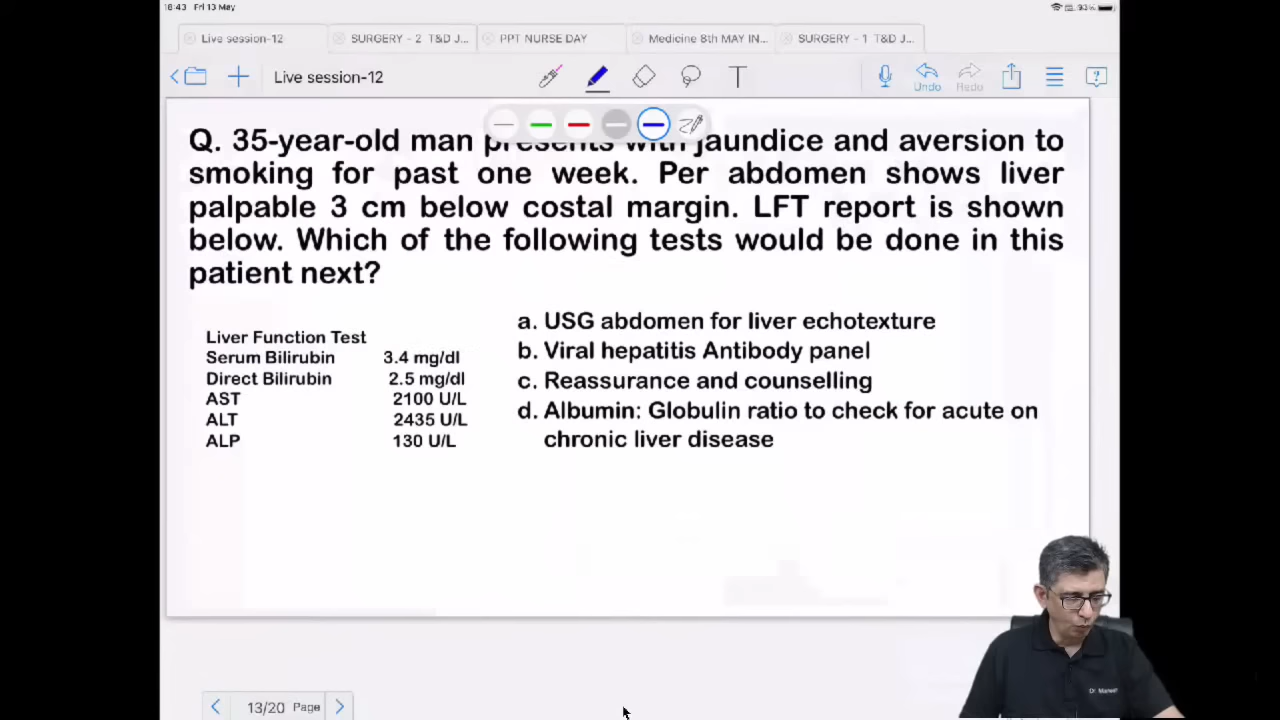 18:43 Fri 13 May
93%
Live session-12
SURGERY - 2 T&D J...
PPT NURSE DAY
Medicine 8th MAY IN...
SURGERY - 1 T&D J...
Live session-12
T
Undo
Redo
Q. 35-year-old man presents with jaundice and aversion to
smoking for past one week. Per abdomen shows liver
palpable 3 cm below costal margin. LFT report is shown
below. Which of the following tests would be done in this
patient next?
Liver Function Test
Serum Bilirubin 3.4 mg/dl
Direct Bilirubin 2.5 mg/dl
AST 2100 U/L
ALT 2435 U/L
ALP 130 U/L
a. USG abdomen for liver echotexture
b. Viral hepatitis Antibody panel
c. Reassurance and counselling
d. Albumin: Globulin ratio to check for acute on
chronic liver disease
13/20 Page